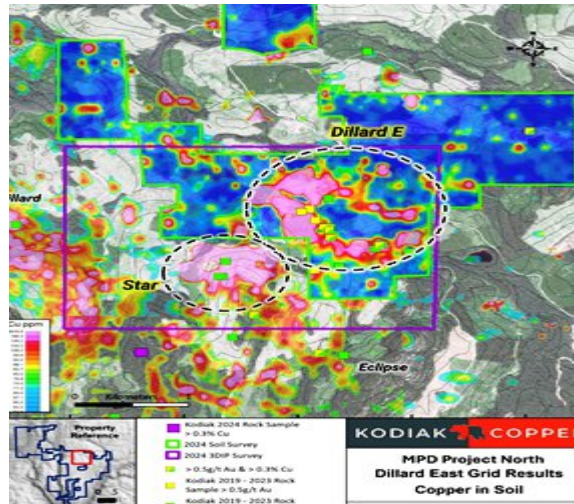 Dillard E
Star
Eclipse
Cu ppm
Kilometers
Property
Reference
Kodiak 2024 Rock Sample
> 0.3% Cu
2024 Soil Survey
2024 3DIP Survey
> 0.5g/t Au & > 0.3% Cu
Kodiak 2019 - 2023 Rock
Sample > 0.5g/t Au
Kodiak 2019 - 2023 Rock
KODIAK COPPER
MPD Project North
Dillard East Grid Results
Copper in Soil